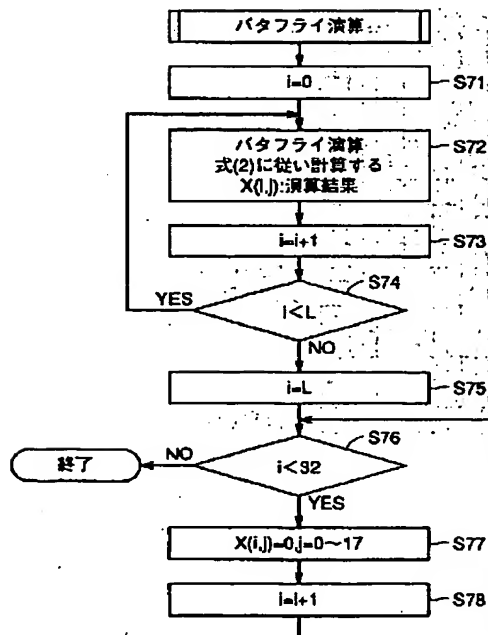 バタフライ演算
i=0
S71
バタフライ演算
式(2)に従い計算する
X(i,j):演算結果
S72
i=i+1
S73
S74
YES
i<L
NO
i=L
S75
S76
NO
終了
i<32
YES
X(i,j)=0,j=0〜17
S77
i=i+1
S78